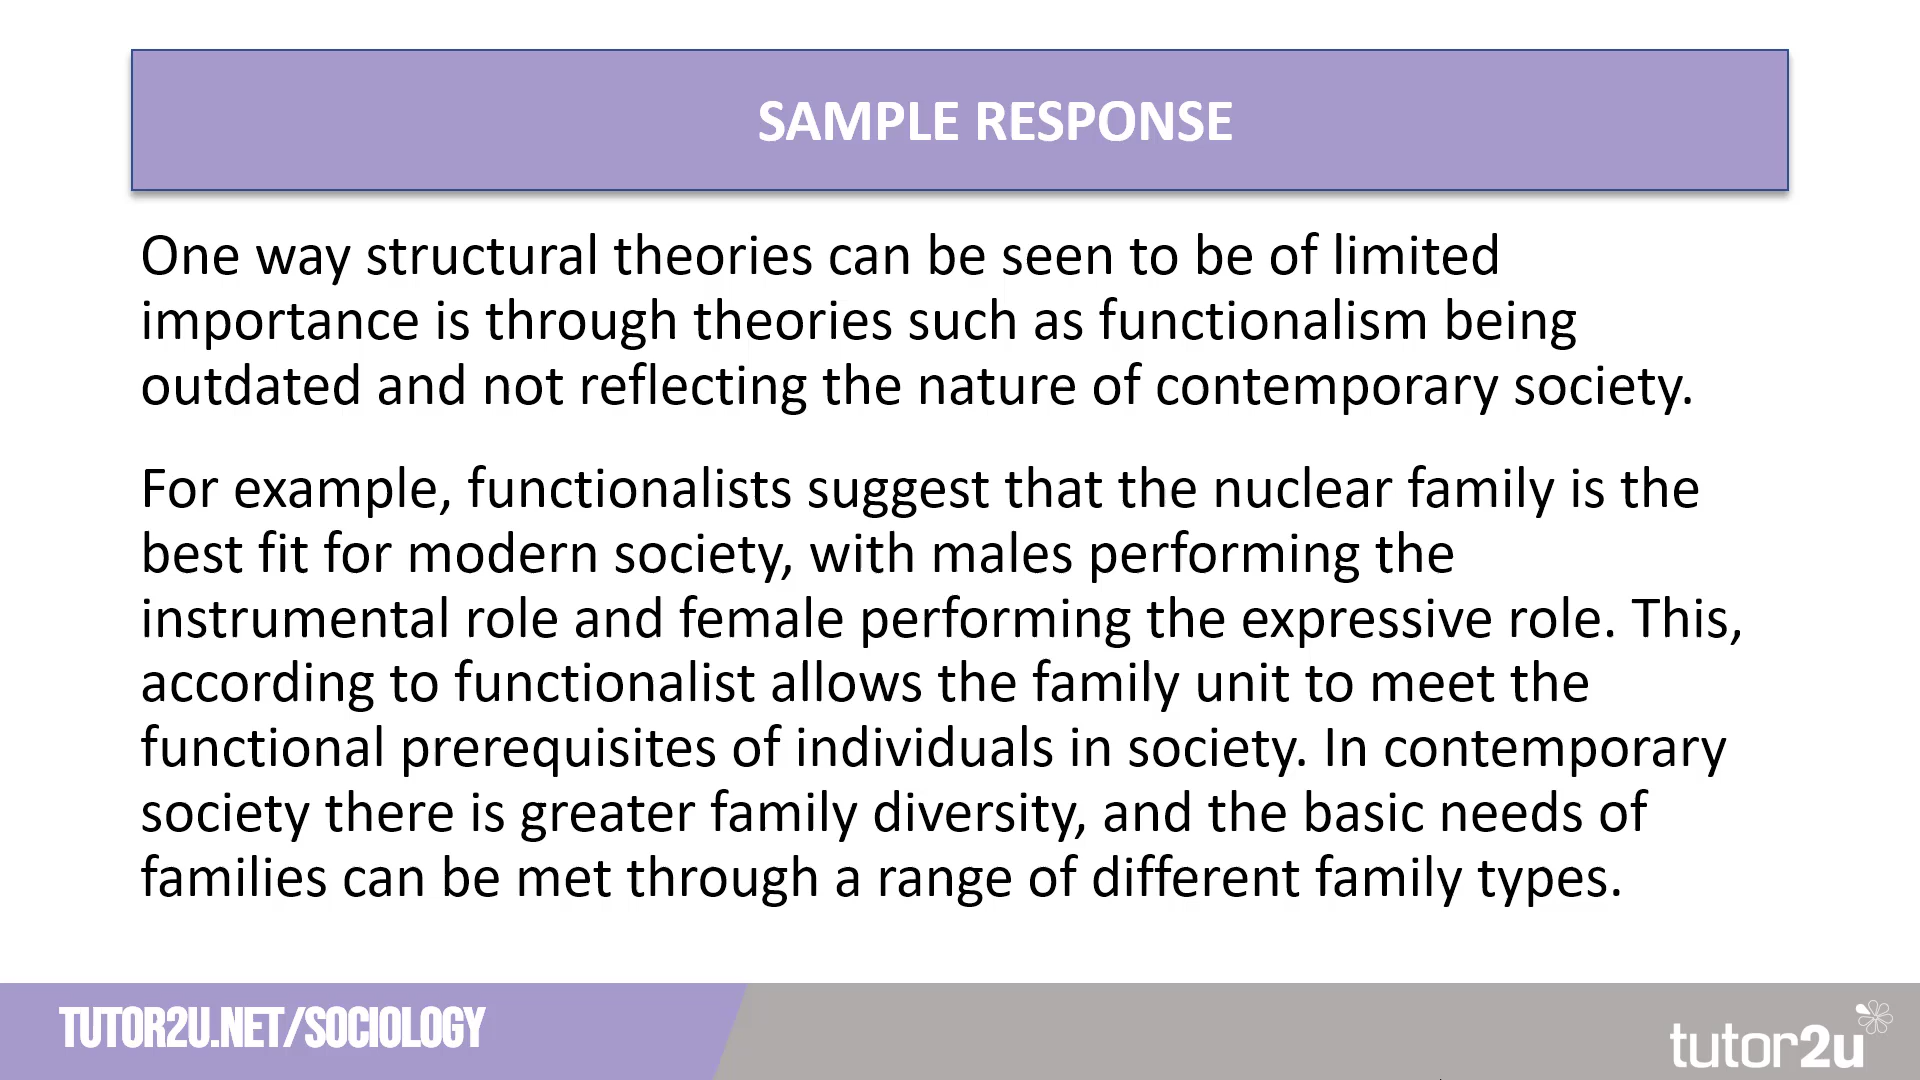 SAMPLE RESPONSE
One way structural theories can be seen to be of limited
importance is through theories such as functionalism being
outdated and not reflecting the nature of contemporary society.
For example, functionalists suggest that the nuclear family is the
best fit for modern society, with males performing the
instrumental role and female performing the expressive role. This,
according to functionalist allows the family unit to meet the
functional prerequisites of individuals in society. In contemporary
society there is greater family diversity, and the basic needs of
families can be met through a range of different family types.
TUTOR2U.NET/SOCIOLOGY
tutor2u